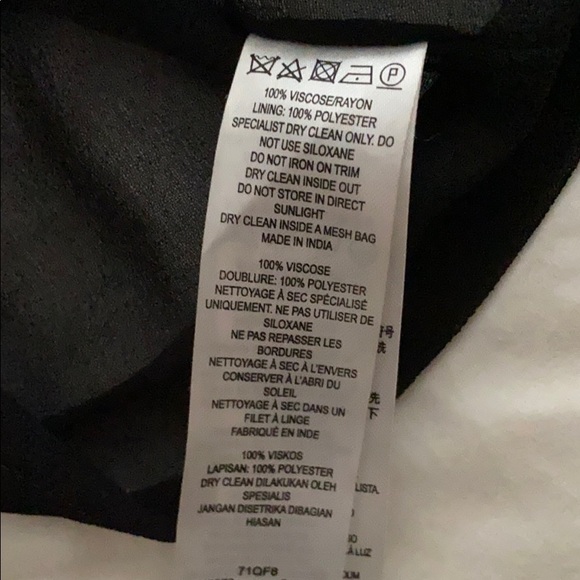 P
100% VISCOSE/RAYON
LINING: 100% POLYESTER
SPECIALIST DRY CLEAN ONLY. DO
NOT USE SILOXANE
DO NOT IRON ON TRIM
DRY CLEAN INSIDE OUT
DO NOT STORE IN DIRECT
SUNLIGHT
DRY CLEAN INSIDE A MESH BAG
MADE IN INDIA
100% VISCOSE
DOUBLURE: 100% POLYESTER
NETTOYAGE À SEC SPÉCIALISÉ
UNIQUEMENT. NE PAS UTILISER DE
SILOXANE
NE PAS REPASSER LES
BORDURES
NETTOYAGE À SEC À L'ENVERS
CONSERVER À L'ABRI DU
SOLEIL
NETTOYAGE À SEC DANS UN
FILET À LINGE
FABRIQUÉ EN INDE
100% VISKOS
LAPISAN: 100% POLYESTER
DRY CLEAN DILAKUKAN OLEH
SPESIALIS
JANGAN DISETRIKA DIBAGIAN
HIASAN
71QF8
号
先
下